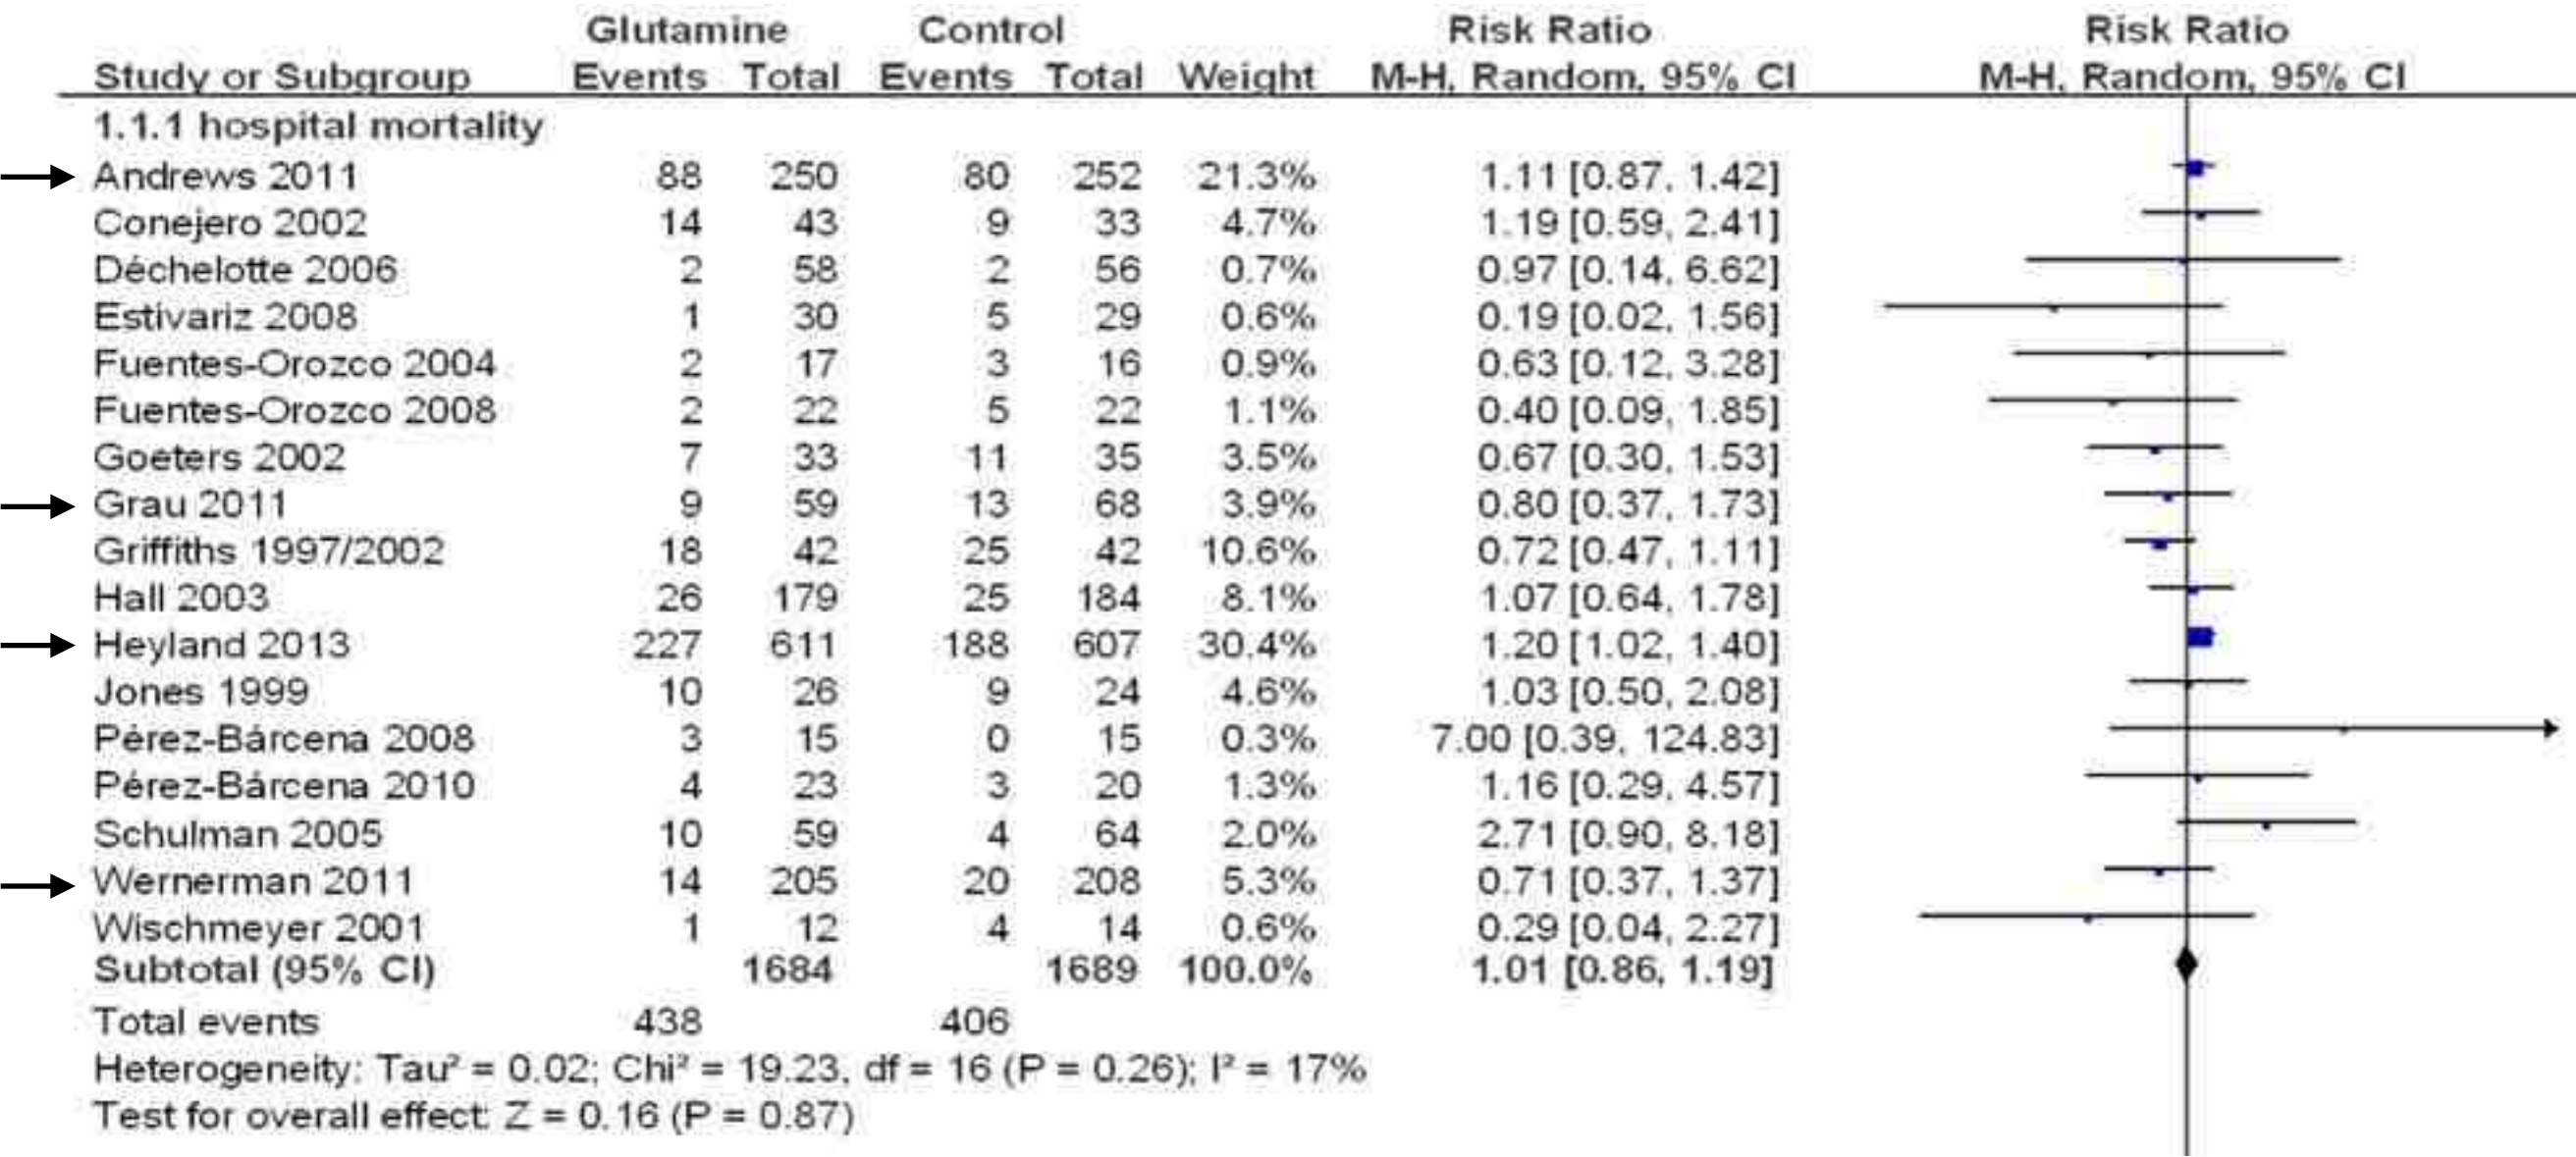 Glutamine Control Risk Ratio Risk Ratio
Study or Subgroup Events Total Events Total Weight M-H, Random, 95% CI M-H, Random, 95% CI
1.1.1 hospital mortality
Andrews 2011 88 250 80 252 21.3% 1.11 [0.87, 1.42]
Conejero 2002 14 43 9 33 4.7% 1.19 [0.59, 2.41]
Déchelotte 2006 2 58 2 56 0.7% 0.97 [0.14, 6.62]
Estivariz 2008 1 30 5 29 0.6% 0.19 [0.02, 1.56]
Fuentes-Orozco 2004 2 17 3 16 0.9% 0.63 [0.12, 3.28]
Fuentes-Orozco 2008 2 22 5 22 1.1% 0.40 [0.09, 1.85]
Goeters 2002 7 33 11 35 3.5% 0.67 [0.30, 1.53]
Grau 2011 9 59 13 68 3.9% 0.80 [0.37, 1.73]
Griffiths 1997/2002 18 42 25 42 10.6% 0.72 [0.47, 1.11]
Hall 2003 26 179 25 184 8.1% 1.07 [0.64, 1.78]
Heyland 2013 227 611 188 607 30.4% 1.20 [1.02, 1.40]
Jones 1999 10 26 9 24 4.6% 1.03 [0.50, 2.08]
Pérez-Bárcena 2008 3 15 0 15 0.3% 7.00 [0.39, 124.83]
Pérez-Bárcena 2010 4 23 3 20 1.3% 1.16 [0.29, 4.57]
Schulman 2005 10 59 4 64 2.0% 2.71 [0.90, 8.18]
Wernerman 2011 14 205 20 208 5.3% 0.71 [0.37, 1.37]
Wischmeyer 2001 1 12 4 14 0.6% 0.29 [0.04, 2.27]
Subtotal (95% CI) 1684 1689 100.0% 1.01 [0.86, 1.19]
Total events 438 406
Heterogeneity: Tau² = 0.02; Chi² = 19.23, df = 16 (P = 0.26); I² = 17%
Test for overall effect: Z = 0.16 (P = 0.87)